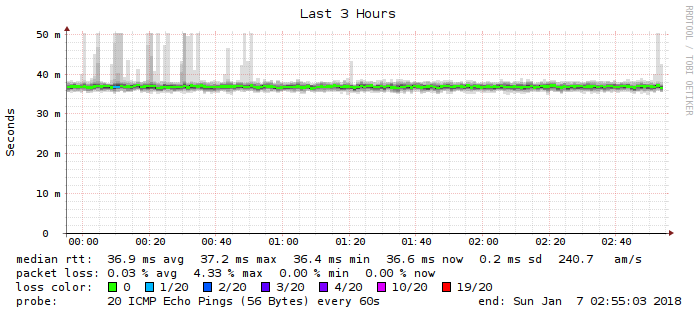 Last 3 Hours
RRDTOOL / TOBI OETIKER
Seconds
50 m
40 m
30 m
20 m
10 m
0
00:00 00:20 00:40 01:00 01:20 01:40 02:00 02:20 02:40
median rtt: 36.9 ms avg 37.2 ms max 36.4 ms min 36.6 ms now 0.2 ms sd 240.7 am/s
packet loss: 0.03 % avg 4.33 % max 0.00 % min 0.00 % now
loss color: 0 1/20 2/20 3/20 4/20 10/20 19/20
probe: 20 ICMP Echo Pings (56 Bytes) every 60s end: Sun Jan 7 02:55:03 2018